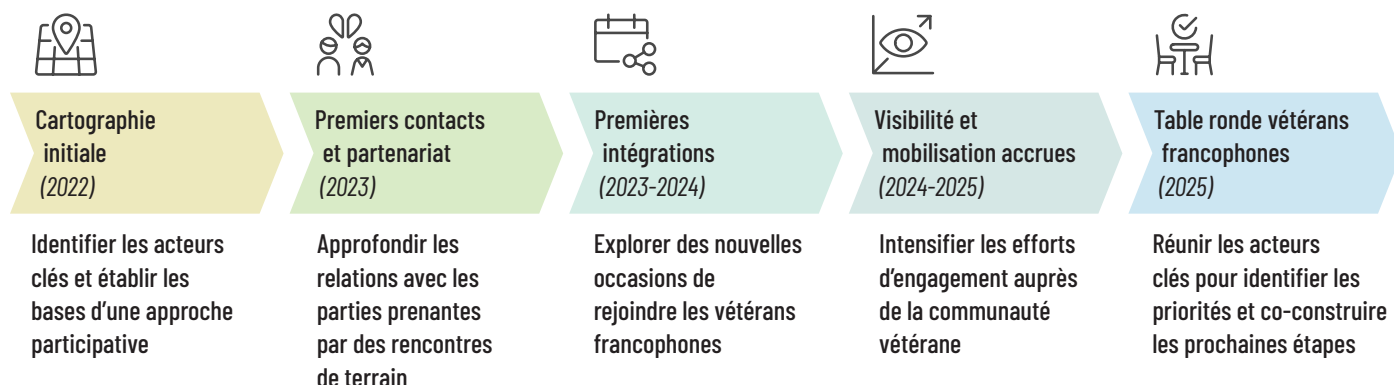 Cartographie
initiale
(2022)
Identifier les acteurs
clés et établir les
bases d’une approche
participative
Premiers contacts
et partenariat
(2023)
Approfondir les
relations avec les
parties prenantes
par des rencontres
de terrain
Premières
intégrations
(2023-2024)
Explorer des nouvelles
occasions de
rejoindre les vétérans
francophones
Visibilité et
mobilisation accrues
(2024-2025)
Intensifier les efforts
d’engagement auprès
de la communauté
vétérane
Table ronde vétérans
francophones
(2025)
Réunir les acteurs
clés pour identifier les
priorités et co-construire
les prochaines étapes